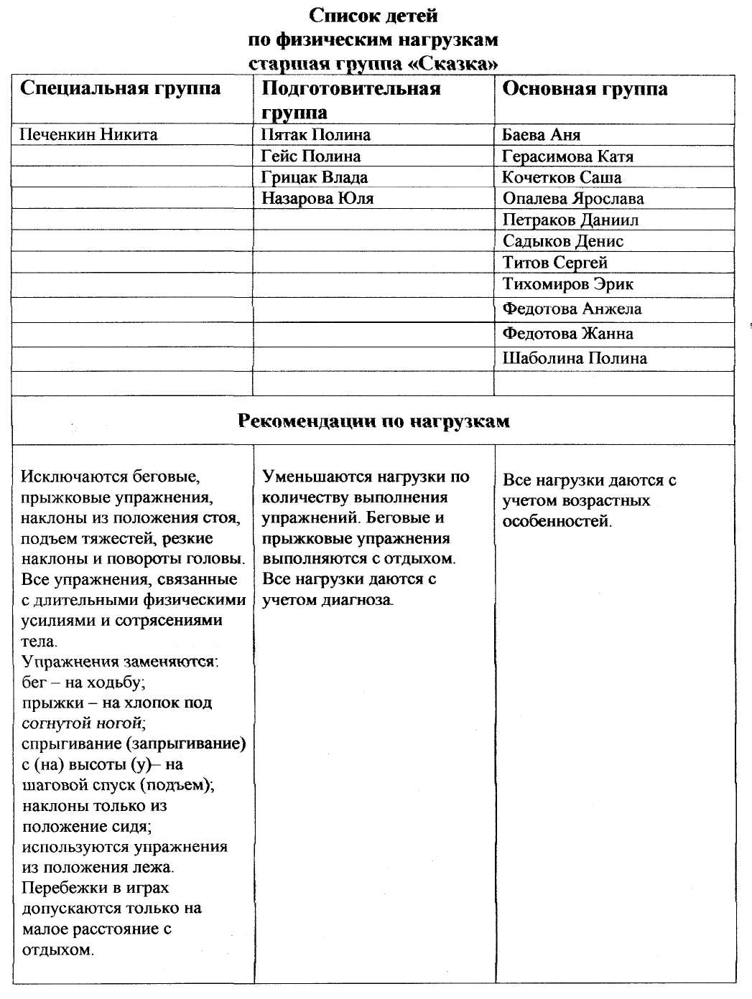 Список детей
по физическим нагрузкам
старшая группа «Сказка»
Специальная группа
Подготовительная
группа
Основная группа
Печенкин Никита
Пятак Полина
Баева Аня
Гейс Полина
Герасимова Катя
Грицак Влада
Кочетков Саша
Назарова Юля
Опалева Ярослава
Петраков Даниил
Садыков Денис
Титов Сергей
Тихомиров Эрик
Федотова Анжела
Федотова Жанна
Шаболина Полина
Рекомендации по нагрузкам
Исключаются беговые,
прыжковые упражнения,
наклоны из положения стоя,
подъем тяжестей, резкие
наклоны и повороты головы.
Все упражнения, связанные
с длительными физическими
усилиями и сотрясениями
тела.
Упражнения заменяются:
бег – на ходьбу;
прыжки – на хлопок под
согнутой ногой;
спрыгивание (запрыгивание)
с (на) высоты (у)– на
шаговой спуск (подъем);
наклоны только из
положение сидя;
используются упражнения
из положения лежа.
Перебежки в играх
допускаются только на
малое расстояние с
отдыхом.
Уменьшаются нагрузки по
количеству выполнения
упражнений. Беговые и
прыжковые упражнения
выполняются с отдыхом.
Все нагрузки даются с
учетом диагноза.
Все нагрузки даются с
учетом возрастных
особенностей.